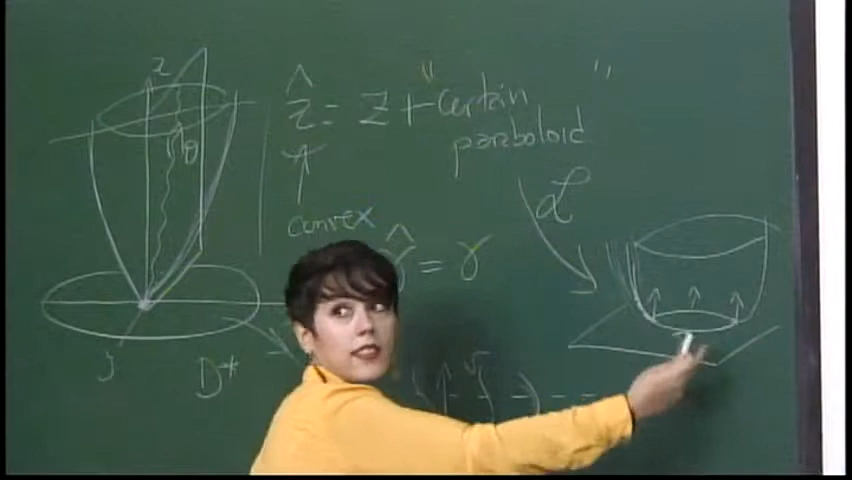 z
θ
ẑ = z + "certain
paraboloid"
convex
γ̂ = γ
ℒ
D*